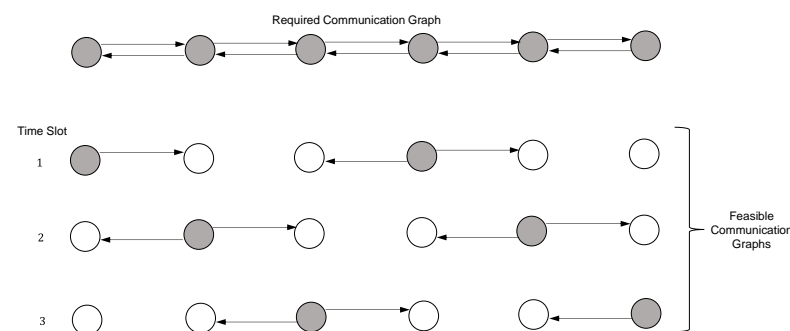 Required Communication Graph
Time Slot
1
2
3
Feasible
Communication
Graphs